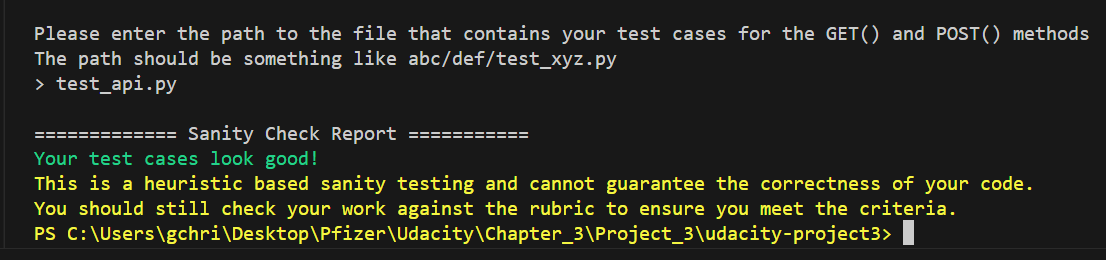 Please enter the path to the file that contains your test cases for the GET() and POST() methods
The path should be something like abc/def/test_xyz.py
> test_api.py
============= Sanity Check Report ===========
Your test cases look good!
This is a heuristic based sanity testing and cannot guarantee the correctness of your code.
You should still check your work against the rubric to ensure you meet the criteria.
PS C:\Users\gchri\Desktop\Pfizer\Udacity\Chapter_3\Project_3\udacity-project3>